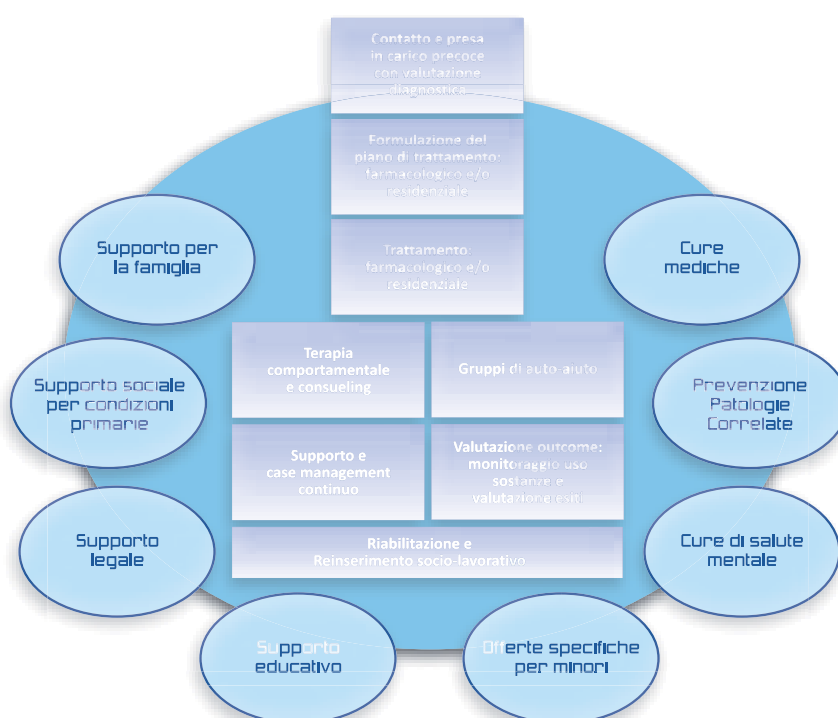 Contatto e presa
in carico precoce
con valutazione
diagnostica
Formulazione del
piano di trattamento:
farmacologico e/o
residenziale
Trattamento:
farmacologico e/o
residenziale
Supporto per
la famiglia
Cure
mediche
Terapia
comportamentale
e consueling
Gruppi di auto-aiuto
Supporto sociale
per condizioni
primarie
Prevenzione
Patologie
Correlate
Supporto e
case management
continuo
Valutazione outcome:
monitoraggio uso
sostanze e
valutazione esiti
Supporto
legale
Cure di salute
mentale
Riabilitazione e
Reinserimento socio-lavorativo
Supporto
educativo
Offerte specifiche
per minori